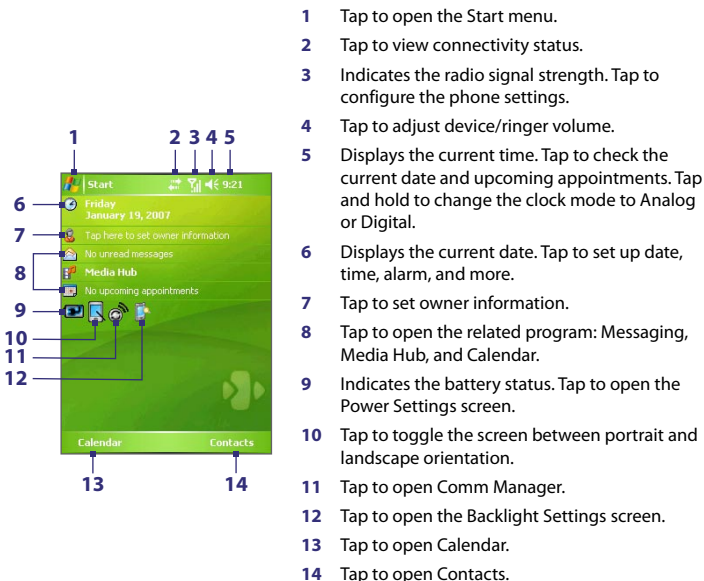 1 Tap to open the Start menu.
2 Tap to view connectivity status.
3 Indicates the radio signal strength. Tap to
configure the phone settings.
4 Tap to adjust device/ringer volume.
5 Displays the current time. Tap to check the
current date and upcoming appointments. Tap
and hold to change the clock mode to Analog
or Digital.
6 Displays the current date. Tap to set up date,
time, alarm, and more.
7 Tap to set owner information.
8 Tap to open the related program: Messaging,
Media Hub, and Calendar.
9 Indicates the battery status. Tap to open the
Power Settings screen.
10 Tap to toggle the screen between portrait and
landscape orientation.
11 Tap to open Comm Manager.
12 Tap to open the Backlight Settings screen.
13 Tap to open Calendar.
14 Tap to open Contacts.
1 2 3 4 5
Start 9:21
6 Friday
January 19, 2007
7 Tap here to set owner information
No unread messages
8 Media Hub
No upcoming appointments
9
10
11
12
Calendar Contacts
13 14